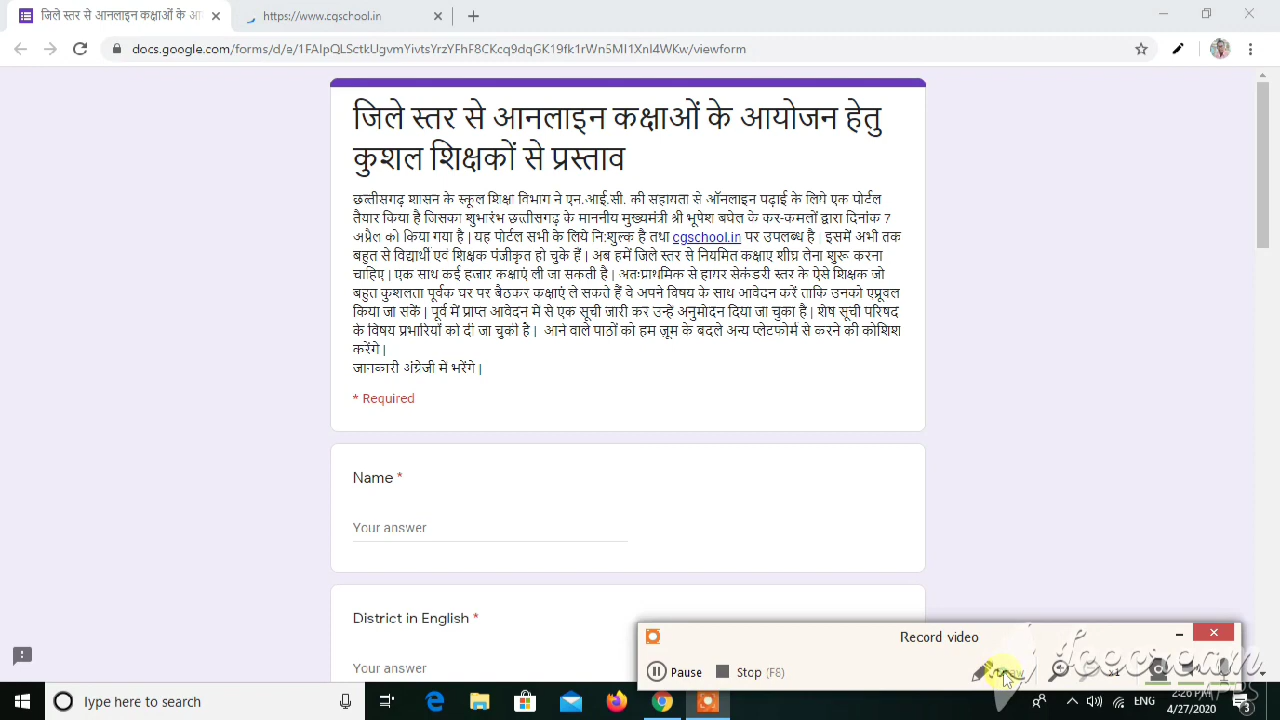 जिले स्तर से आनलाइन कक्षाओं के आ
https://www.cgschool.in
docs.google.com/forms/d/e/
/viewform
जिले स्तर से आनलाइन कक्षाओं के आयोजन हेतु
कुशल शिक्षकों से प्रस्ताव
छत्तीसगढ़ शासन के स्कूल शिक्षा विभाग ने एन.आई.सी. की सहायता से ऑनलाइन पढ़ाई के लिये एक पोर्टल
तैयार किया है जिसका शुभारंभ छत्तीसगढ़ के माननीय मुख्यमंत्री श्री भूपेश बघेल के कर-कमलों द्वारा दिनांक 7
अप्रैल को किया गया है | यह पोर्टल सभी के लिये नि:शुल्क है तथा cgschool.in पर उपलब्ध है | इसमें अभी तक
बहुत से विद्यार्थी एवं शिक्षक पंजीकृत हो चुके हैं | अब हमें जिले स्तर से नियमित कक्षाए शीघ्र लेना शुरू करना
चाहिए | एक साथ कई हजार कक्षाएं ली जा सकती है | अतःप्राथमिक से हायर सेकंडरी स्तर के ऐसे शिक्षक जो
बहुत कुशलता पूर्वक घर पर बैठकर कक्षाएं ले सकते हैं वे अपने विषय के साथ आवेदन करें ताकि उनको एप्रूवल
किया जा सकें | पूर्व में प्राप्त आवेदन मे से एक सूची जारी कर उन्हें अनुमोदन दिया जा चुका है | शेष सूची परिषद
के विषय प्रभारियों को दी जा चुकी है | आने वाले पाठों को हम ज़ूम के बदले अन्य प्लेटफोर्म से करने की कोशिश
करेंगे |
जानकारी अंग्रेजी मे भरेंगे |
* Required
Name *
Your answer
District in English *
Your answer
Record video
Pause
Stop (F8)
Type here to search
ENG
2:26 PM
4/27/2020
3